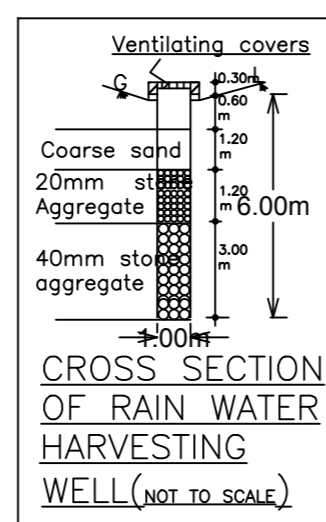 Ventilating covers
G
L
0.30m
0.60
m
Coarse sand
1.20
m
20mm stone
Aggregate
1.20
m
6.00m
40mm stone
aggregate
3.00
m
1.00m
CROSS SECTION
OF RAIN WATER
HARVESTING
WELL(NOT TO SCALE)